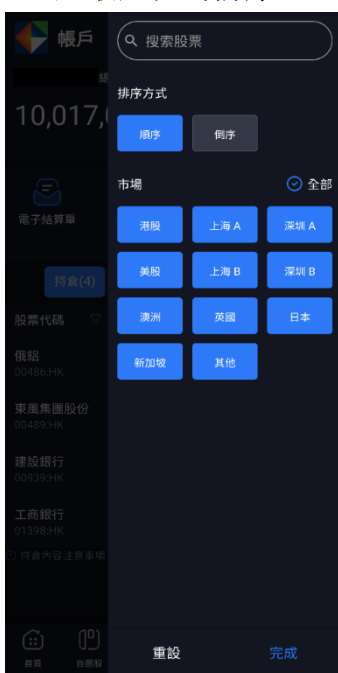 帳戶
搜索股票
總
10,017,
排序方式
順序
倒序
市場
全部
電子結算單
港股
上海 A
深圳 A
持倉(4)
美股
上海 B
深圳 B
股票代碼
澳洲
英國
日本
俄鋁
00486:HK
新加坡
其他
東風集團股份
00489:HK
建設銀行
00939:HK
工商銀行
01398:HK
持倉內容注意事項
重設
完成
首頁
自選股